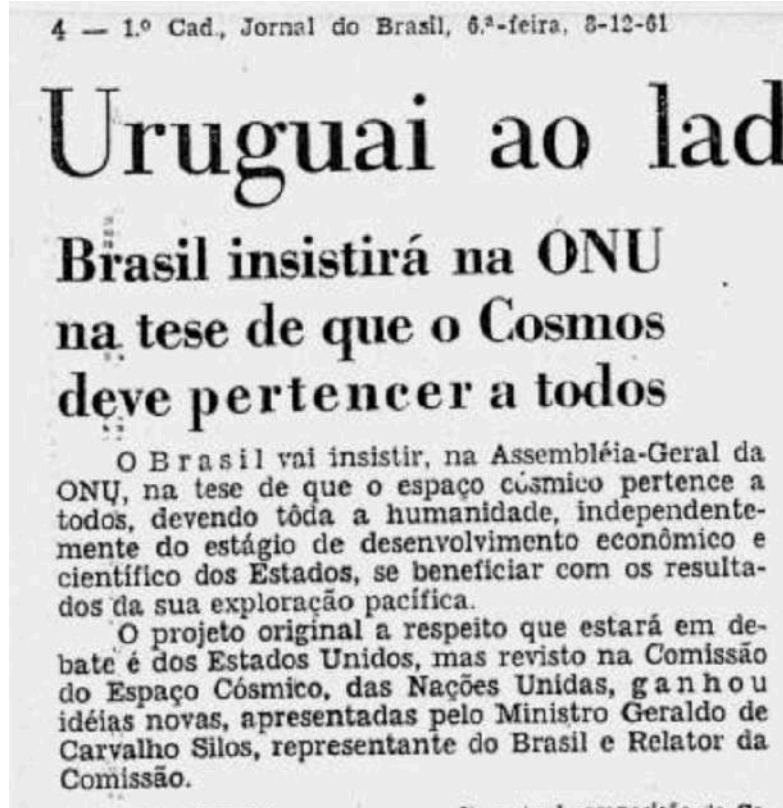 4 — 1.º Cad., Jornal do Brasil, 6.ª-feira, 8-12-61
Uruguai ao lad
Brasil insistirá na ONU
na tese de que o Cosmos
deve pertencer a todos
O Brasil vai insistir, na Assembléia-Geral da
ONU, na tese de que o espaço cósmico pertence a
todos, devendo tôda a humanidade, independente-
mente do estágio de desenvolvimento econômico e
científico dos Estados, se beneficiar com os resulta-
dos da sua exploração pacífica.
O projeto original a respeito que estará em de-
bate é dos Estados Unidos, mas revisto na Comissão
do Espaço Cósmico, das Nações Unidas, ganhou
idéias novas, apresentadas pelo Ministro Geraldo de
Carvalho Silos, representante do Brasil e Relator da
Comissão.